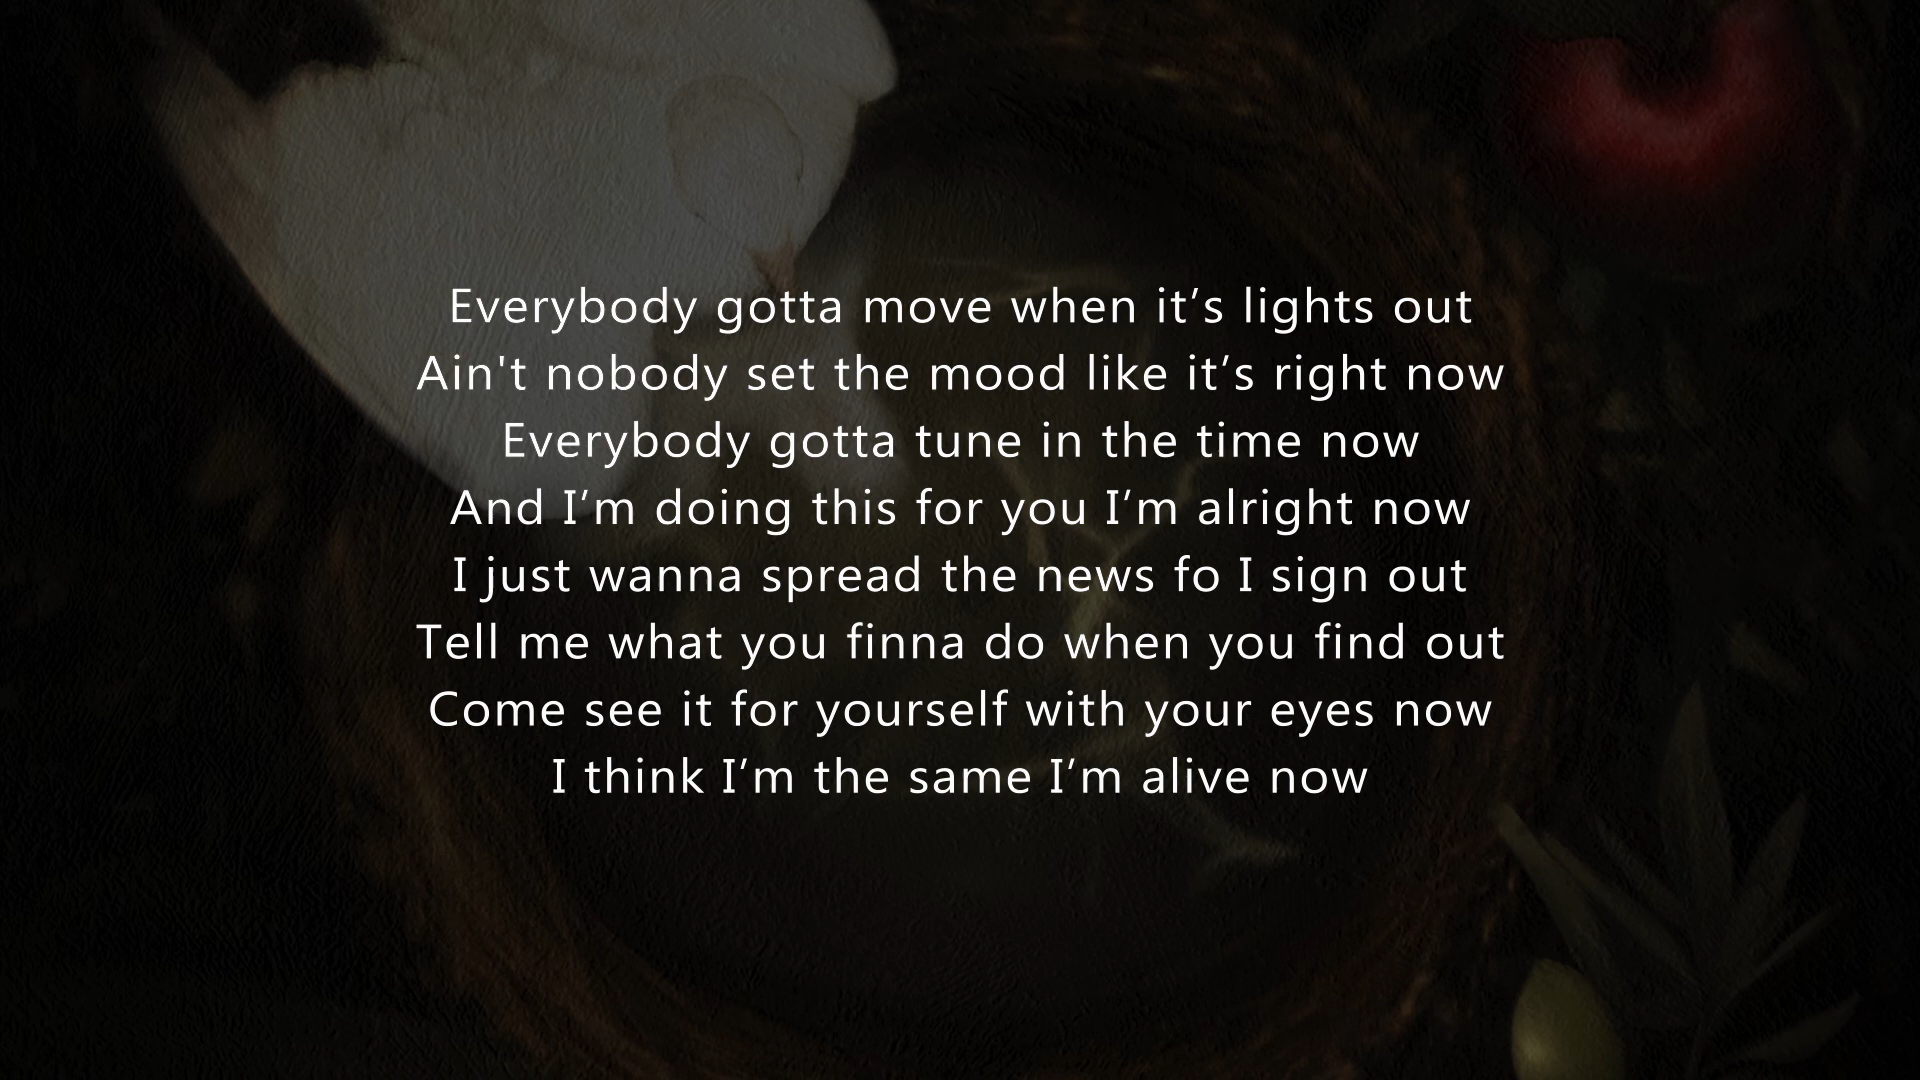 Everybody gotta move when it’s lights out
Ain't nobody set the mood like it’s right now
Everybody gotta tune in the time now
And I’m doing this for you I’m alright now
I just wanna spread the news fo I sign out
Tell me what you finna do when you find out
Come see it for yourself with your eyes now
I think I’m the same I’m alive now